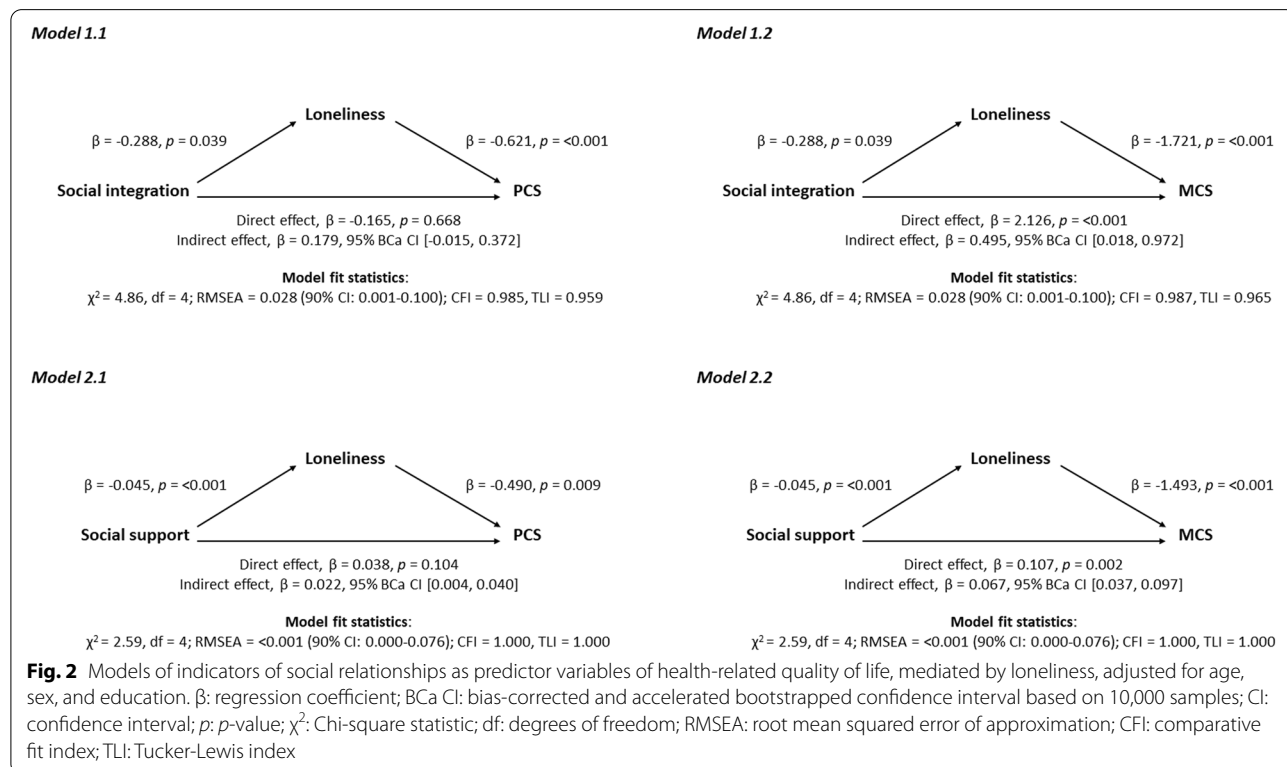 Model 1.1
Loneliness
β = -0.288, p = 0.039
β = -0.621, p = <0.001
Social integration
PCS
Direct effect, β = -0.165, p = 0.668
Indirect effect, β = 0.179, 95% BCa CI [-0.015, 0.372]
Model fit statistics:
χ² = 4.86, df = 4; RMSEA = 0.028 (90% CI: 0.001-0.100); CFI = 0.985, TLI = 0.959
Model 1.2
Loneliness
β = -0.288, p = 0.039
β = -1.721, p = <0.001
Social integration
MCS
Direct effect, β = 2.126, p = <0.001
Indirect effect, β = 0.495, 95% BCa CI [0.018, 0.972]
Model fit statistics:
χ² = 4.86, df = 4; RMSEA = 0.028 (90% CI: 0.001-0.100); CFI = 0.987, TLI = 0.965
Model 2.1
Loneliness
β = -0.045, p = <0.001
β = -0.490, p = 0.009
Social support
PCS
Direct effect, β = 0.038, p = 0.104
Indirect effect, β = 0.022, 95% BCa CI [0.004, 0.040]
Model fit statistics:
χ² = 2.59, df = 4; RMSEA = <0.001 (90% CI: 0.000-0.076); CFI = 1.000, TLI = 1.000
Model 2.2
Loneliness
β = -0.045, p = <0.001
β = -1.493, p = <0.001
Social support
MCS
Direct effect, β = 0.107, p = 0.002
Indirect effect, β = 0.067, 95% BCa CI [0.037, 0.097]
Model fit statistics:
χ² = 2.59, df = 4; RMSEA = <0.001 (90% CI: 0.000-0.076); CFI = 1.000, TLI = 1.000
Fig. 2 Models of indicators of social relationships as predictor variables of health-related quality of life, mediated by loneliness, adjusted for age,
sex, and education. β: regression coefficient; BCa CI: bias-corrected and accelerated bootstrapped confidence interval based on 10,000 samples; CI:
confidence interval; p: p-value; χ²: Chi-square statistic; df: degrees of freedom; RMSEA: root mean squared error of approximation; CFI: comparative
fit index; TLI: Tucker-Lewis index